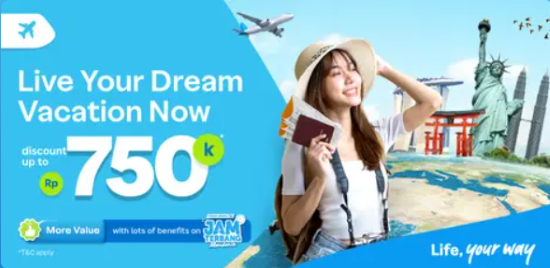 Live Your Dream
Vacation Now
discount
up to
Rp
750
k
*
More Value
with lots of benefits on
JAM
TERBANG
*T&C apply
Life, your way